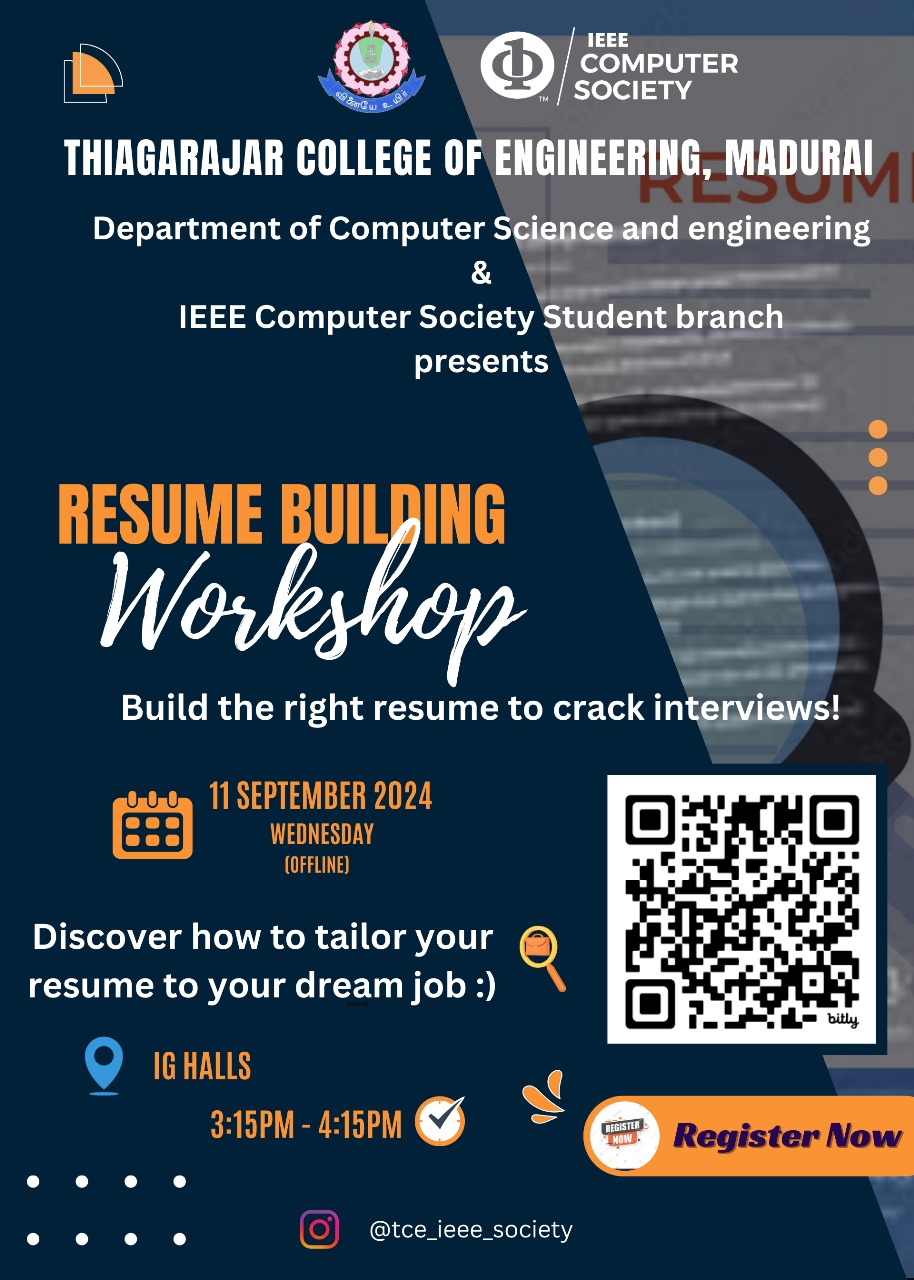 வினையே உயிர்
IEEE
COMPUTER
SOCIETY
TM
THIAGARAJAR COLLEGE OF ENGINEERING, MADURAI
RESUM
Department of Computer Science and engineering
&
IEEE Computer Society Student branch
presents
RESUME BUILDING
Workshop
Build the right resume to crack interviews!
11 SEPTEMBER 2024
WEDNESDAY
(OFFLINE)
Discover how to tailor your
resume to your dream job :)
bitly
IG HALLS
3:15PM - 4:15PM
REGISTER
NOW
Register Now
@tce_ieee_society